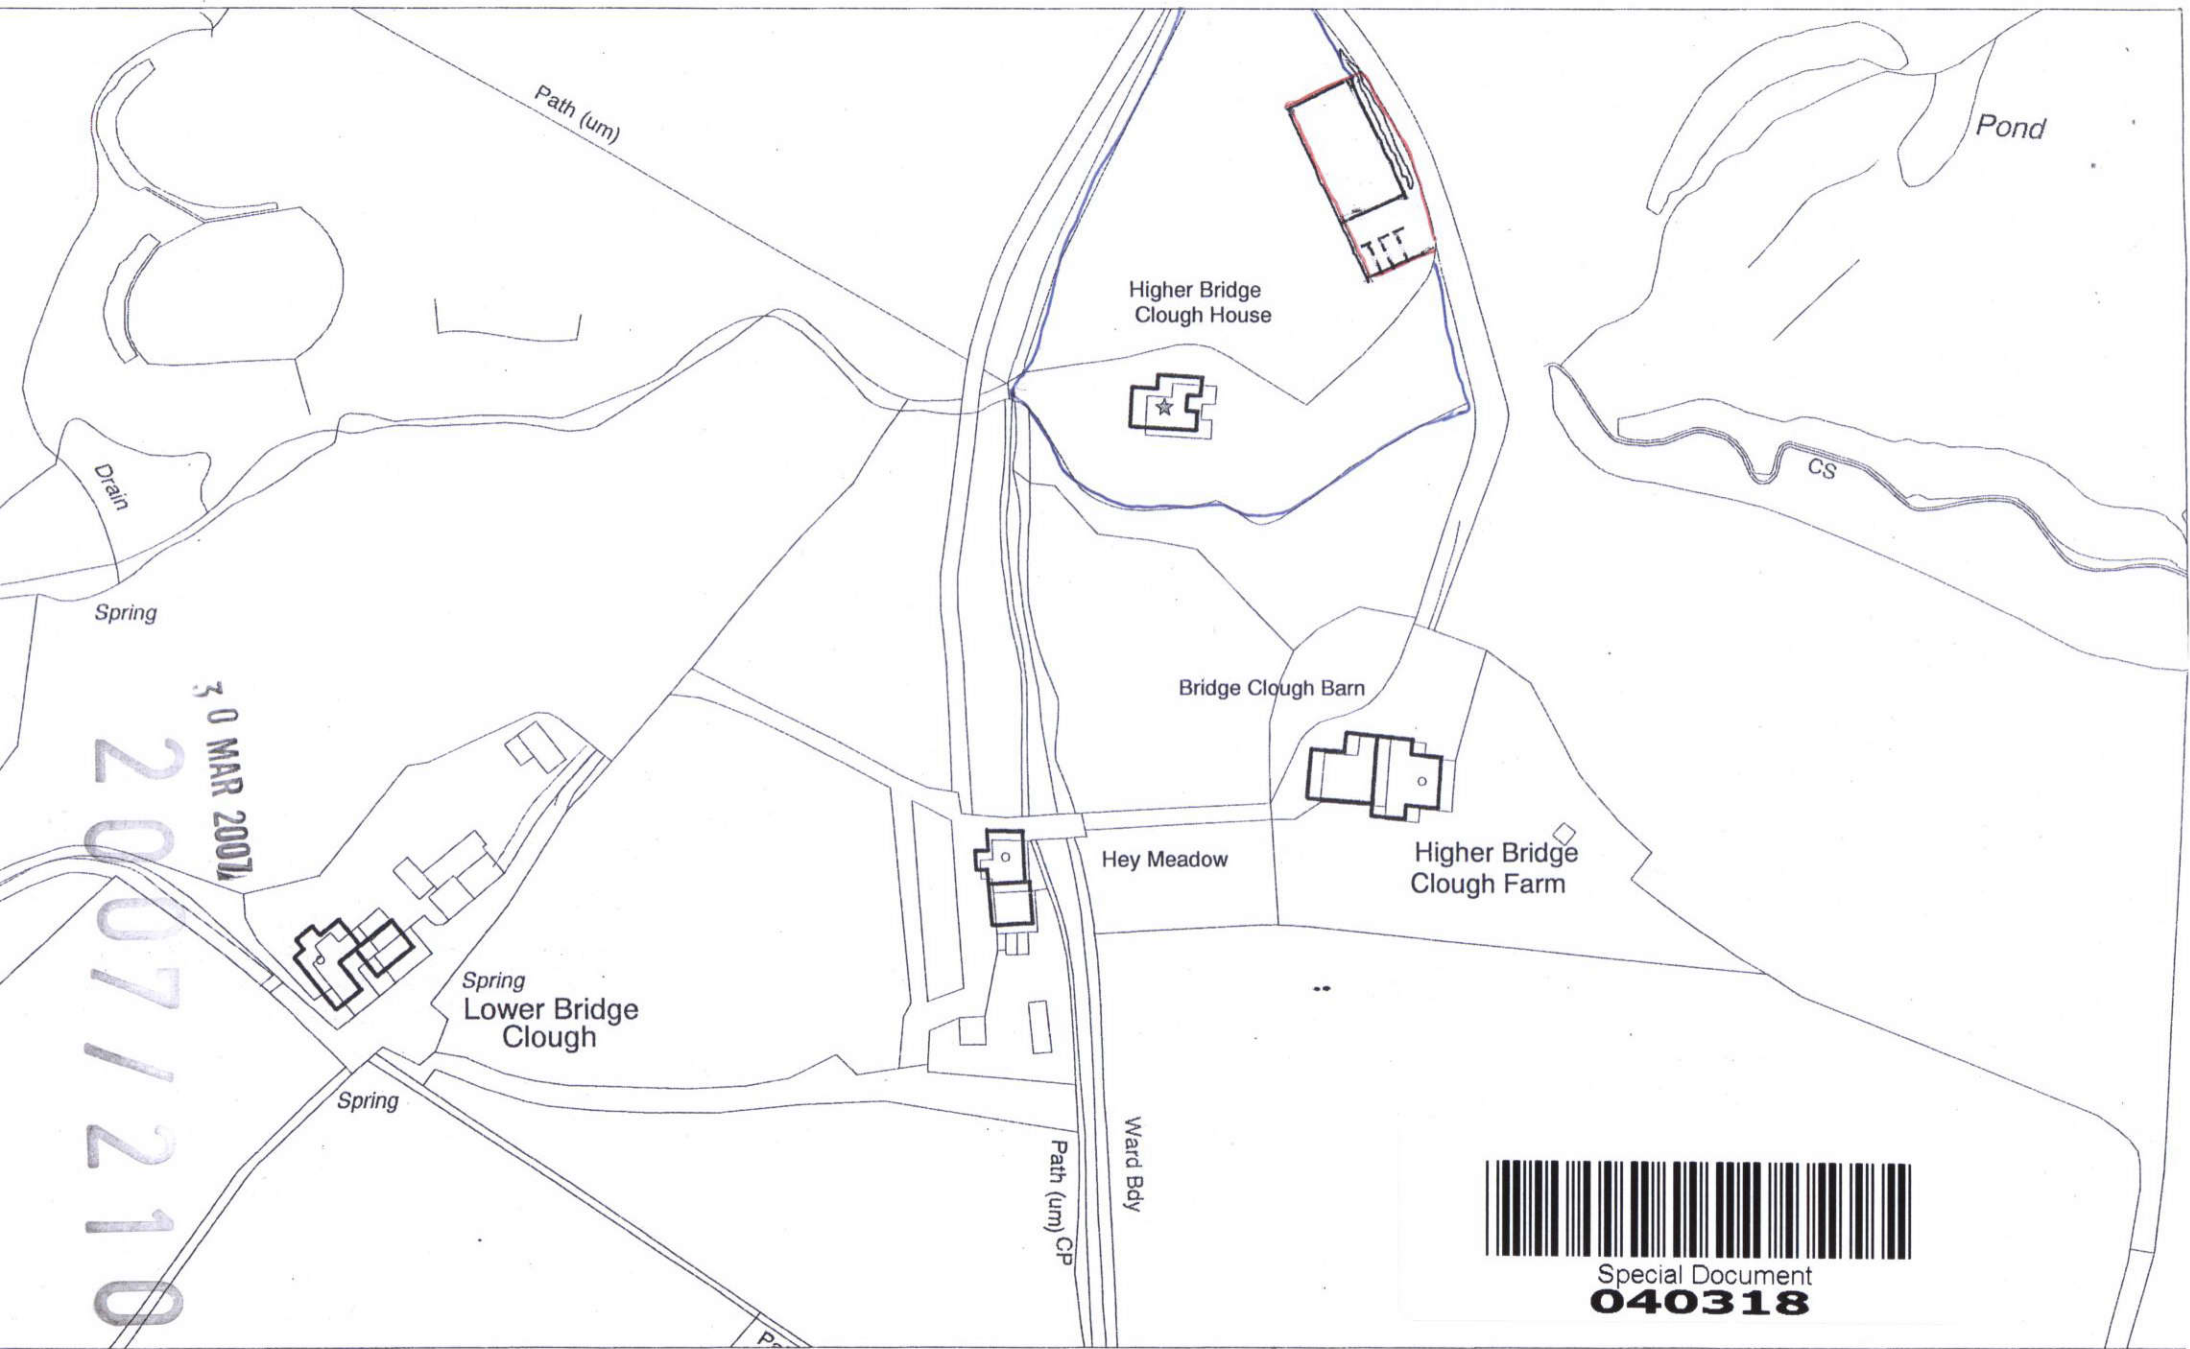 Path (um)
Pond
Higher Bridge
Clough House
Drain
CS
Spring
30 MAR 2007
2007/210
Bridge Clough Barn
Hey Meadow
Higher Bridge
Clough Farm
Spring
Lower Bridge
Clough
Spring
Path (um)
CP
Ward Bdy
Special Document
040318